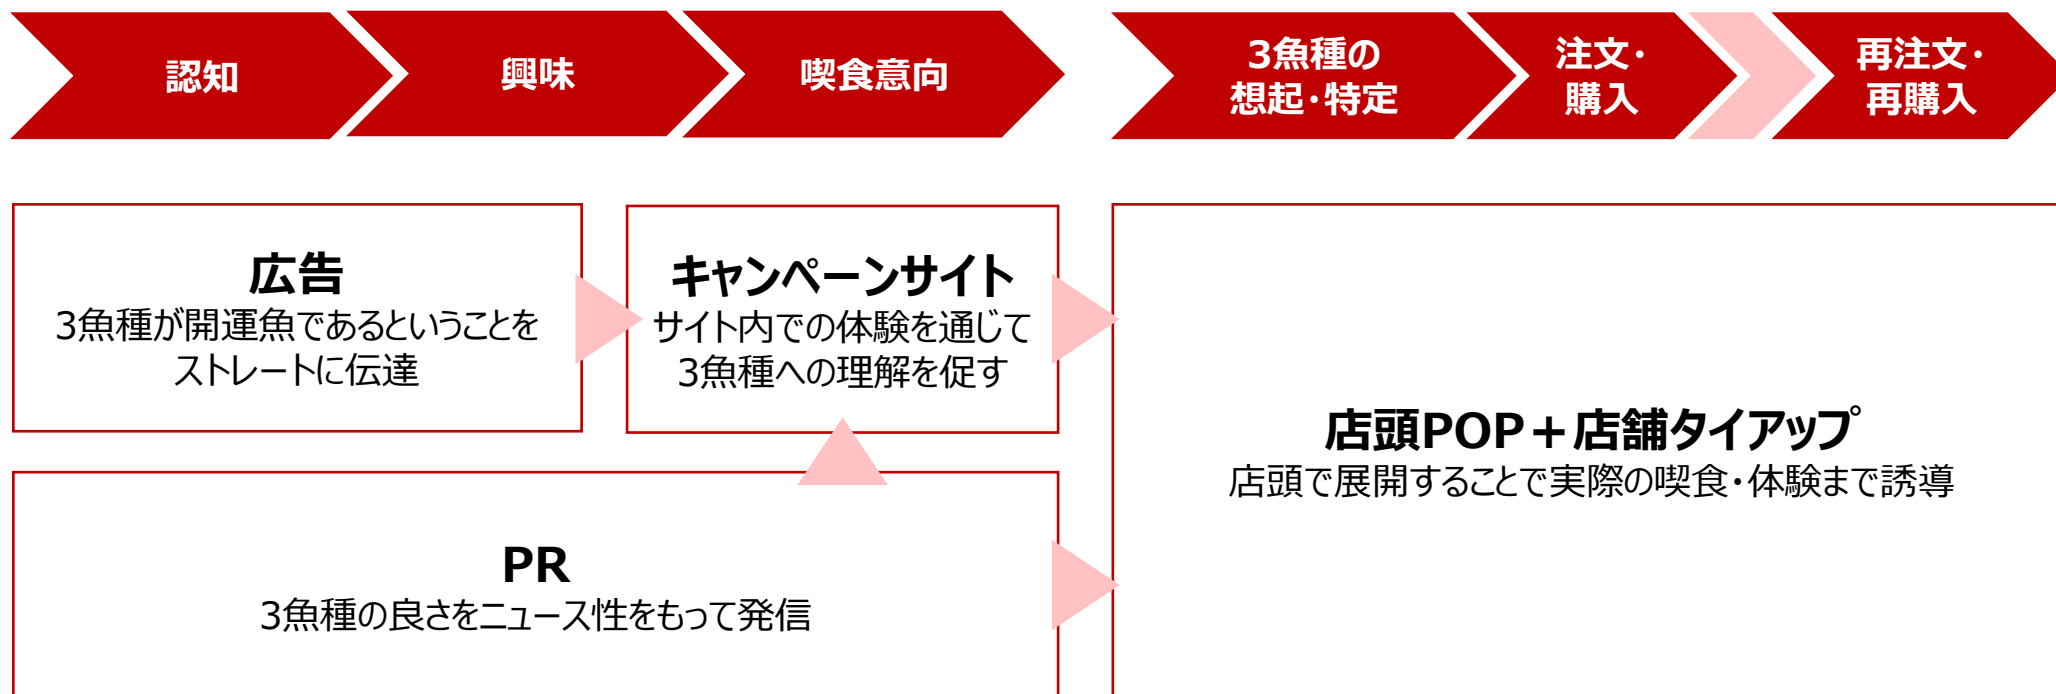 認知
興味
喫食意向
3魚種の
想起・特定
注文・
購入
再注文・
再購入
広告
3魚種が開運魚であるということを
ストレートに伝達
キャンペーンサイト
サイト内での体験を通じて
3魚種への理解を促す
PR
3魚種の良さをニュース性をもって発信
店頭POP＋店舗タイアップ
店頭で展開することで実際の喫食・体験まで誘導